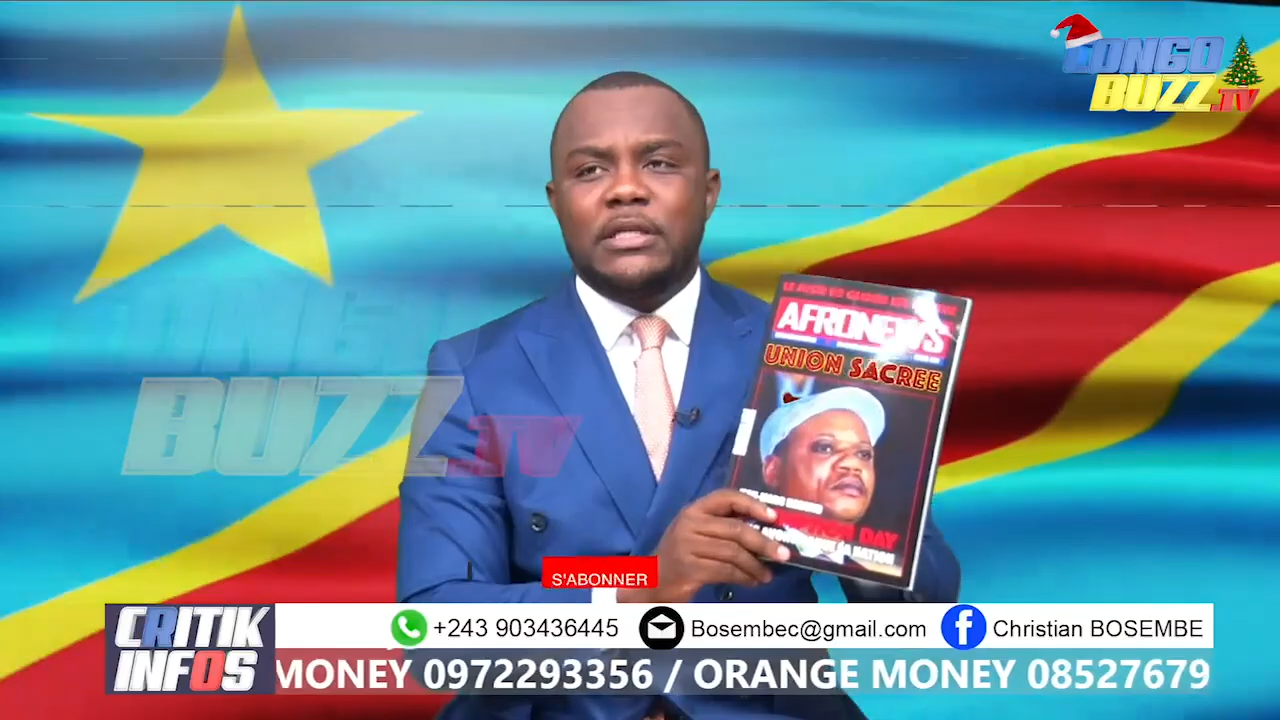 CONGO
BUZZ.TV
AFRONEWS
UNION SACREE
DAY
NATION
BUZZ.TV
S'ABONNER
CRITIK
INFOS
+243 903436445
Bosembec@gmail.com
Christian BOSEMBE
MONEY 0972293356 / ORANGE MONEY 08527679